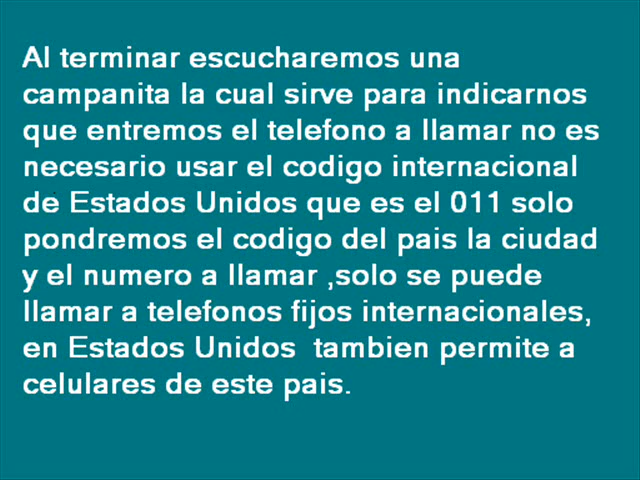 Al terminar escucharemos una
campanita la cual sirve para indicarnos
que entremos el telefono a llamar no es
necesario usar el codigo internacional
de Estados Unidos que es el 011 solo
pondremos el codigo del pais la ciudad
y el numero a llamar ,solo se puede
llamar a telefonos fijos internacionales,
en Estados Unidos  tambien permite a
celulares de este pais.